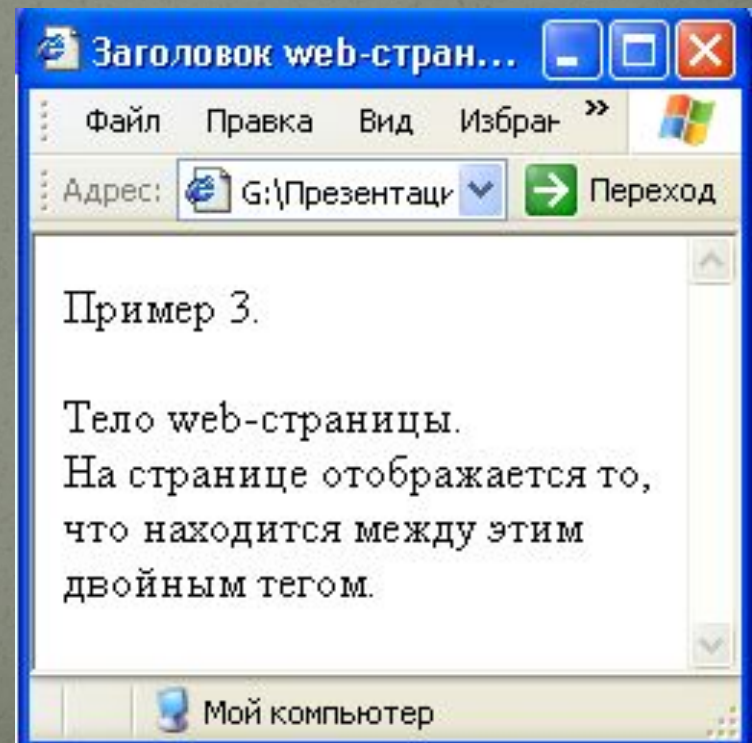 Заголовок web-стран...
Файл Правка Вид Избран »
Адрес: G:\Презентаци Переход
Пример 3.
Тело web-страницы.
На странице отображается то,
что находится между этим
двойным тегом.
Мой компьютер